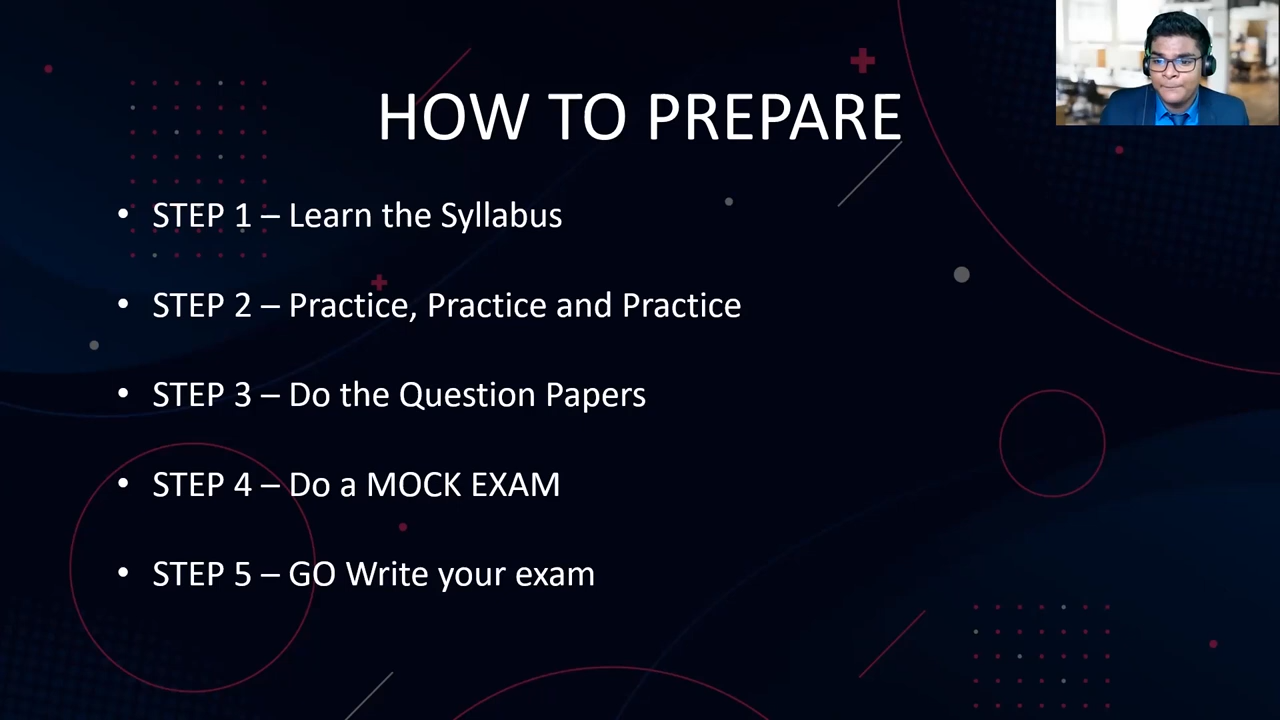 HOW TO PREPARE
• STEP 1 – Learn the Syllabus
• STEP 2 – Practice, Practice and Practice
• STEP 3 – Do the Question Papers
• STEP 4 – Do a MOCK EXAM
• STEP 5 – GO Write your exam